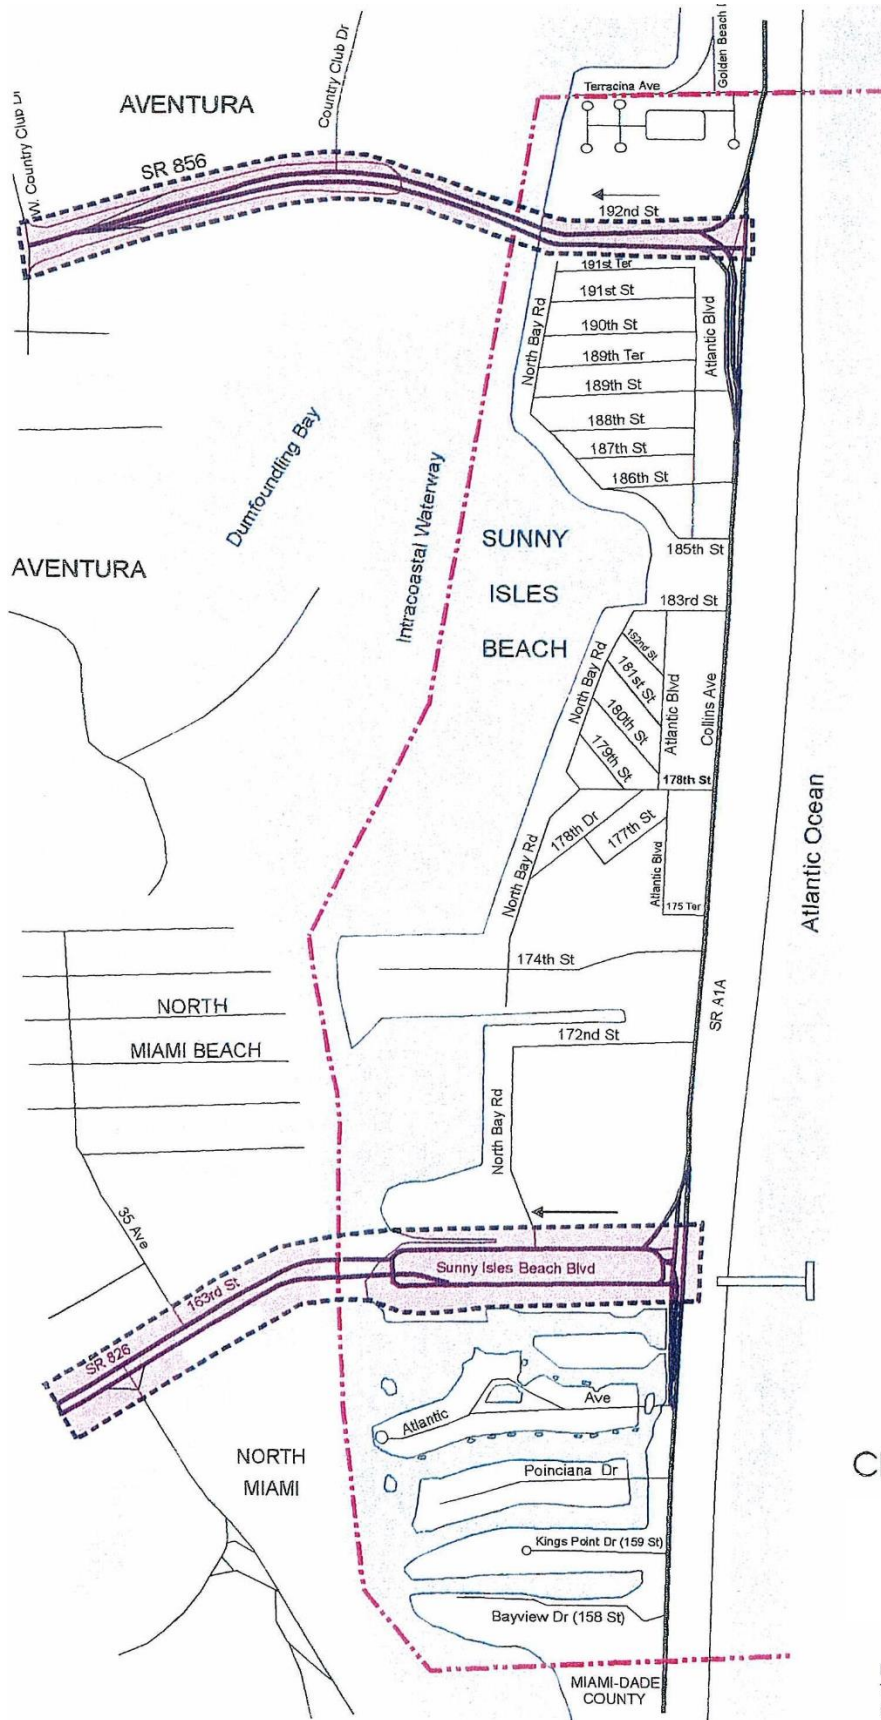 Country Club Dr
Golden Beach D
Terracina Ave
AVENTURA
W. Country Club Dr
SR 856
192nd St
191st Ter
191st St
190th St
North Bay Rd
Atlantic Blvd
189th Ter
189th St
188th St
187th St
186th St
Dumfoundling Bay
Intracoastal Waterway
SUNNY
ISLES
BEACH
185th St
AVENTURA
183rd St
North Bay Rd
182nd St
181st St
180th St
179th St
Atlantic Blvd
Collins Ave
178th St
Atlantic Ocean
178th Dr
177th St
North Bay Rd
Atlantic Blvd
175 Ter
174th St
SR A1A
NORTH
MIAMI BEACH
172nd St
North Bay Rd
35 Ave
163rd St
Sunny Isles Beach Blvd
SR 826
Atlantic
Ave
NORTH
MIAMI
Poinciana Dr
Kings Point Dr (159 St)
Bayview Dr (158 St)
MIAMI-DADE
COUNTY